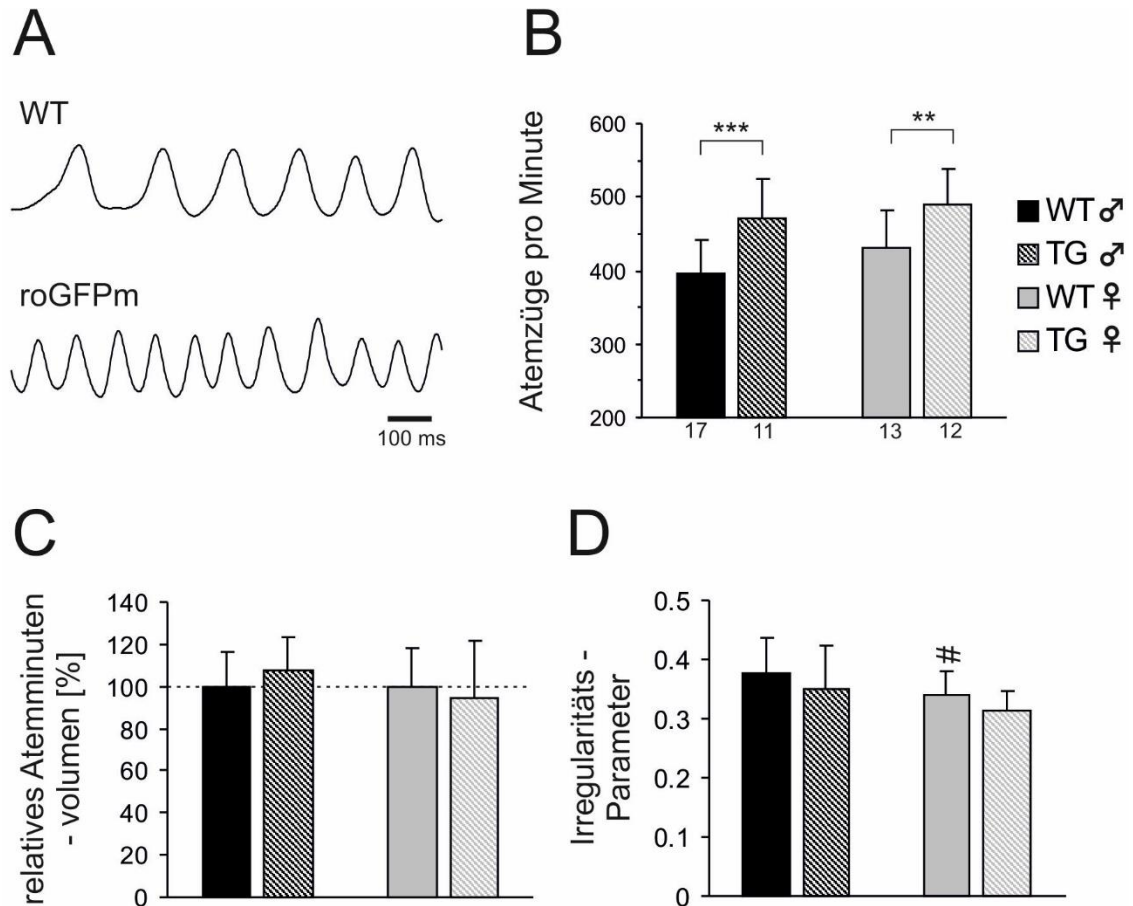 A
WT
roGFPm
100 ms
B
Atemzüge pro Minute
600
500
400
300
200
***
**
17
11
13
12
WT ♂
TG ♂
WT ♀
TG ♀
C
relatives Atemminuten
- volumen [%]
140
120
100
80
60
40
20
0
D
Irregularitäts -
Parameter
0.5
0.4
0.3
0.2
0.1
0
#